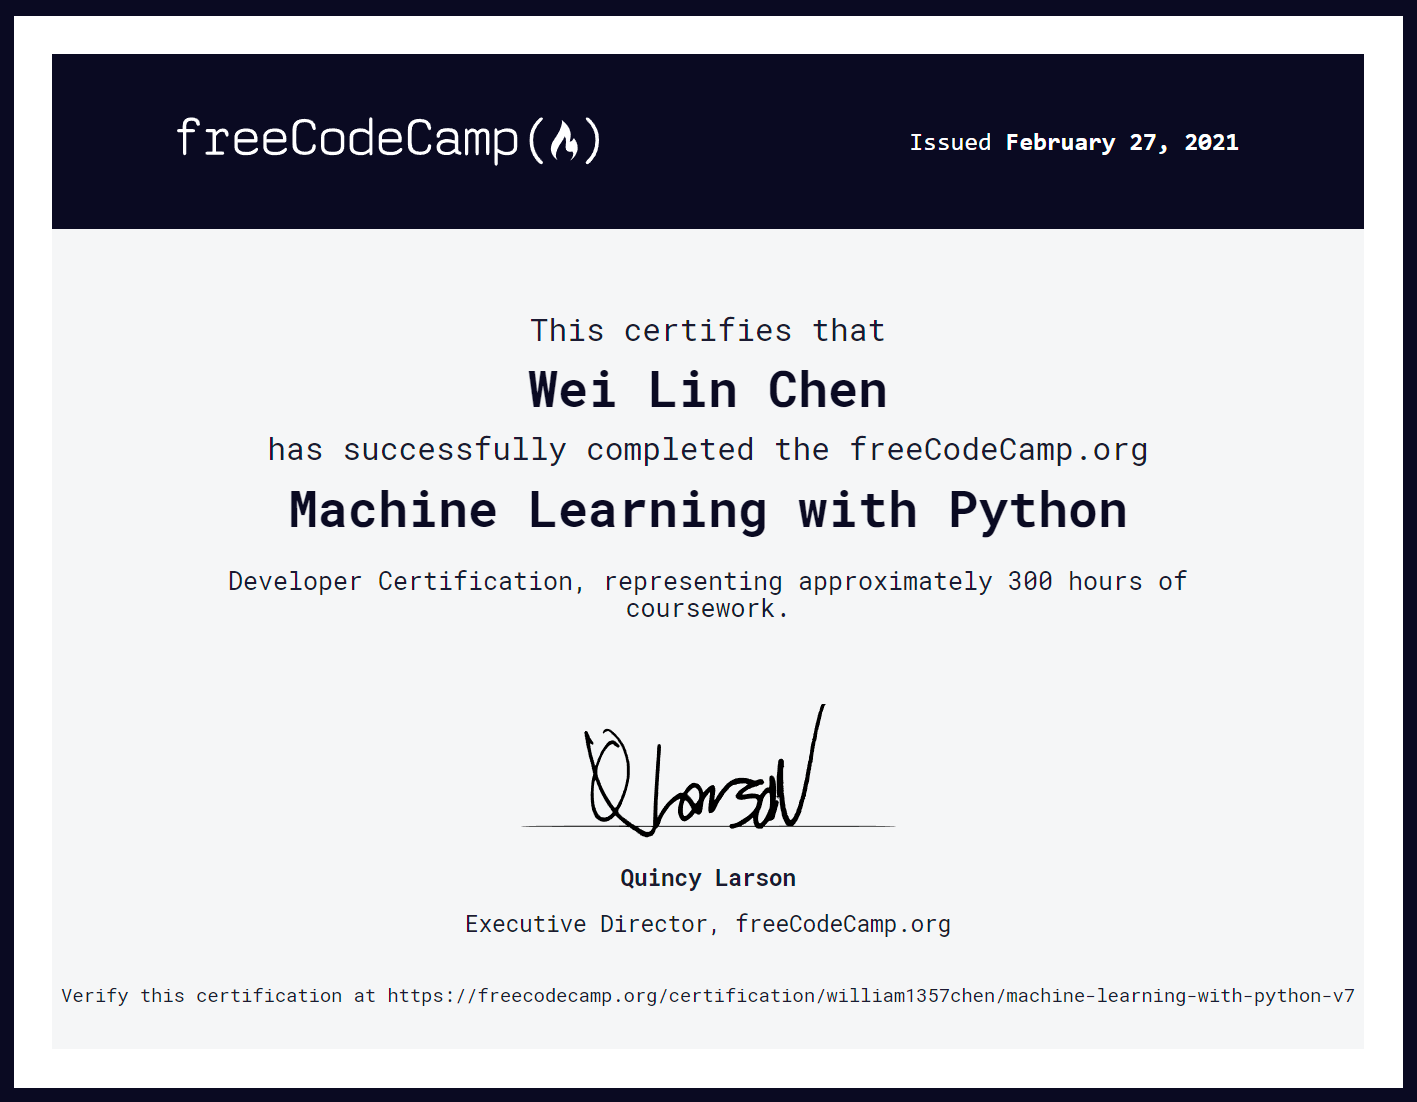 freeCodeCamp(🔥)
Issued February 27, 2021
This certifies that
Wei Lin Chen
has successfully completed the freeCodeCamp.org
Machine Learning with Python
Developer Certification, representing approximately 300 hours of
coursework.
Q Larson
Quincy Larson
Executive Director, freeCodeCamp.org
Verify this certification at https://freecodecamp.org/certification/william1357chen/machine-learning-with-python-v7